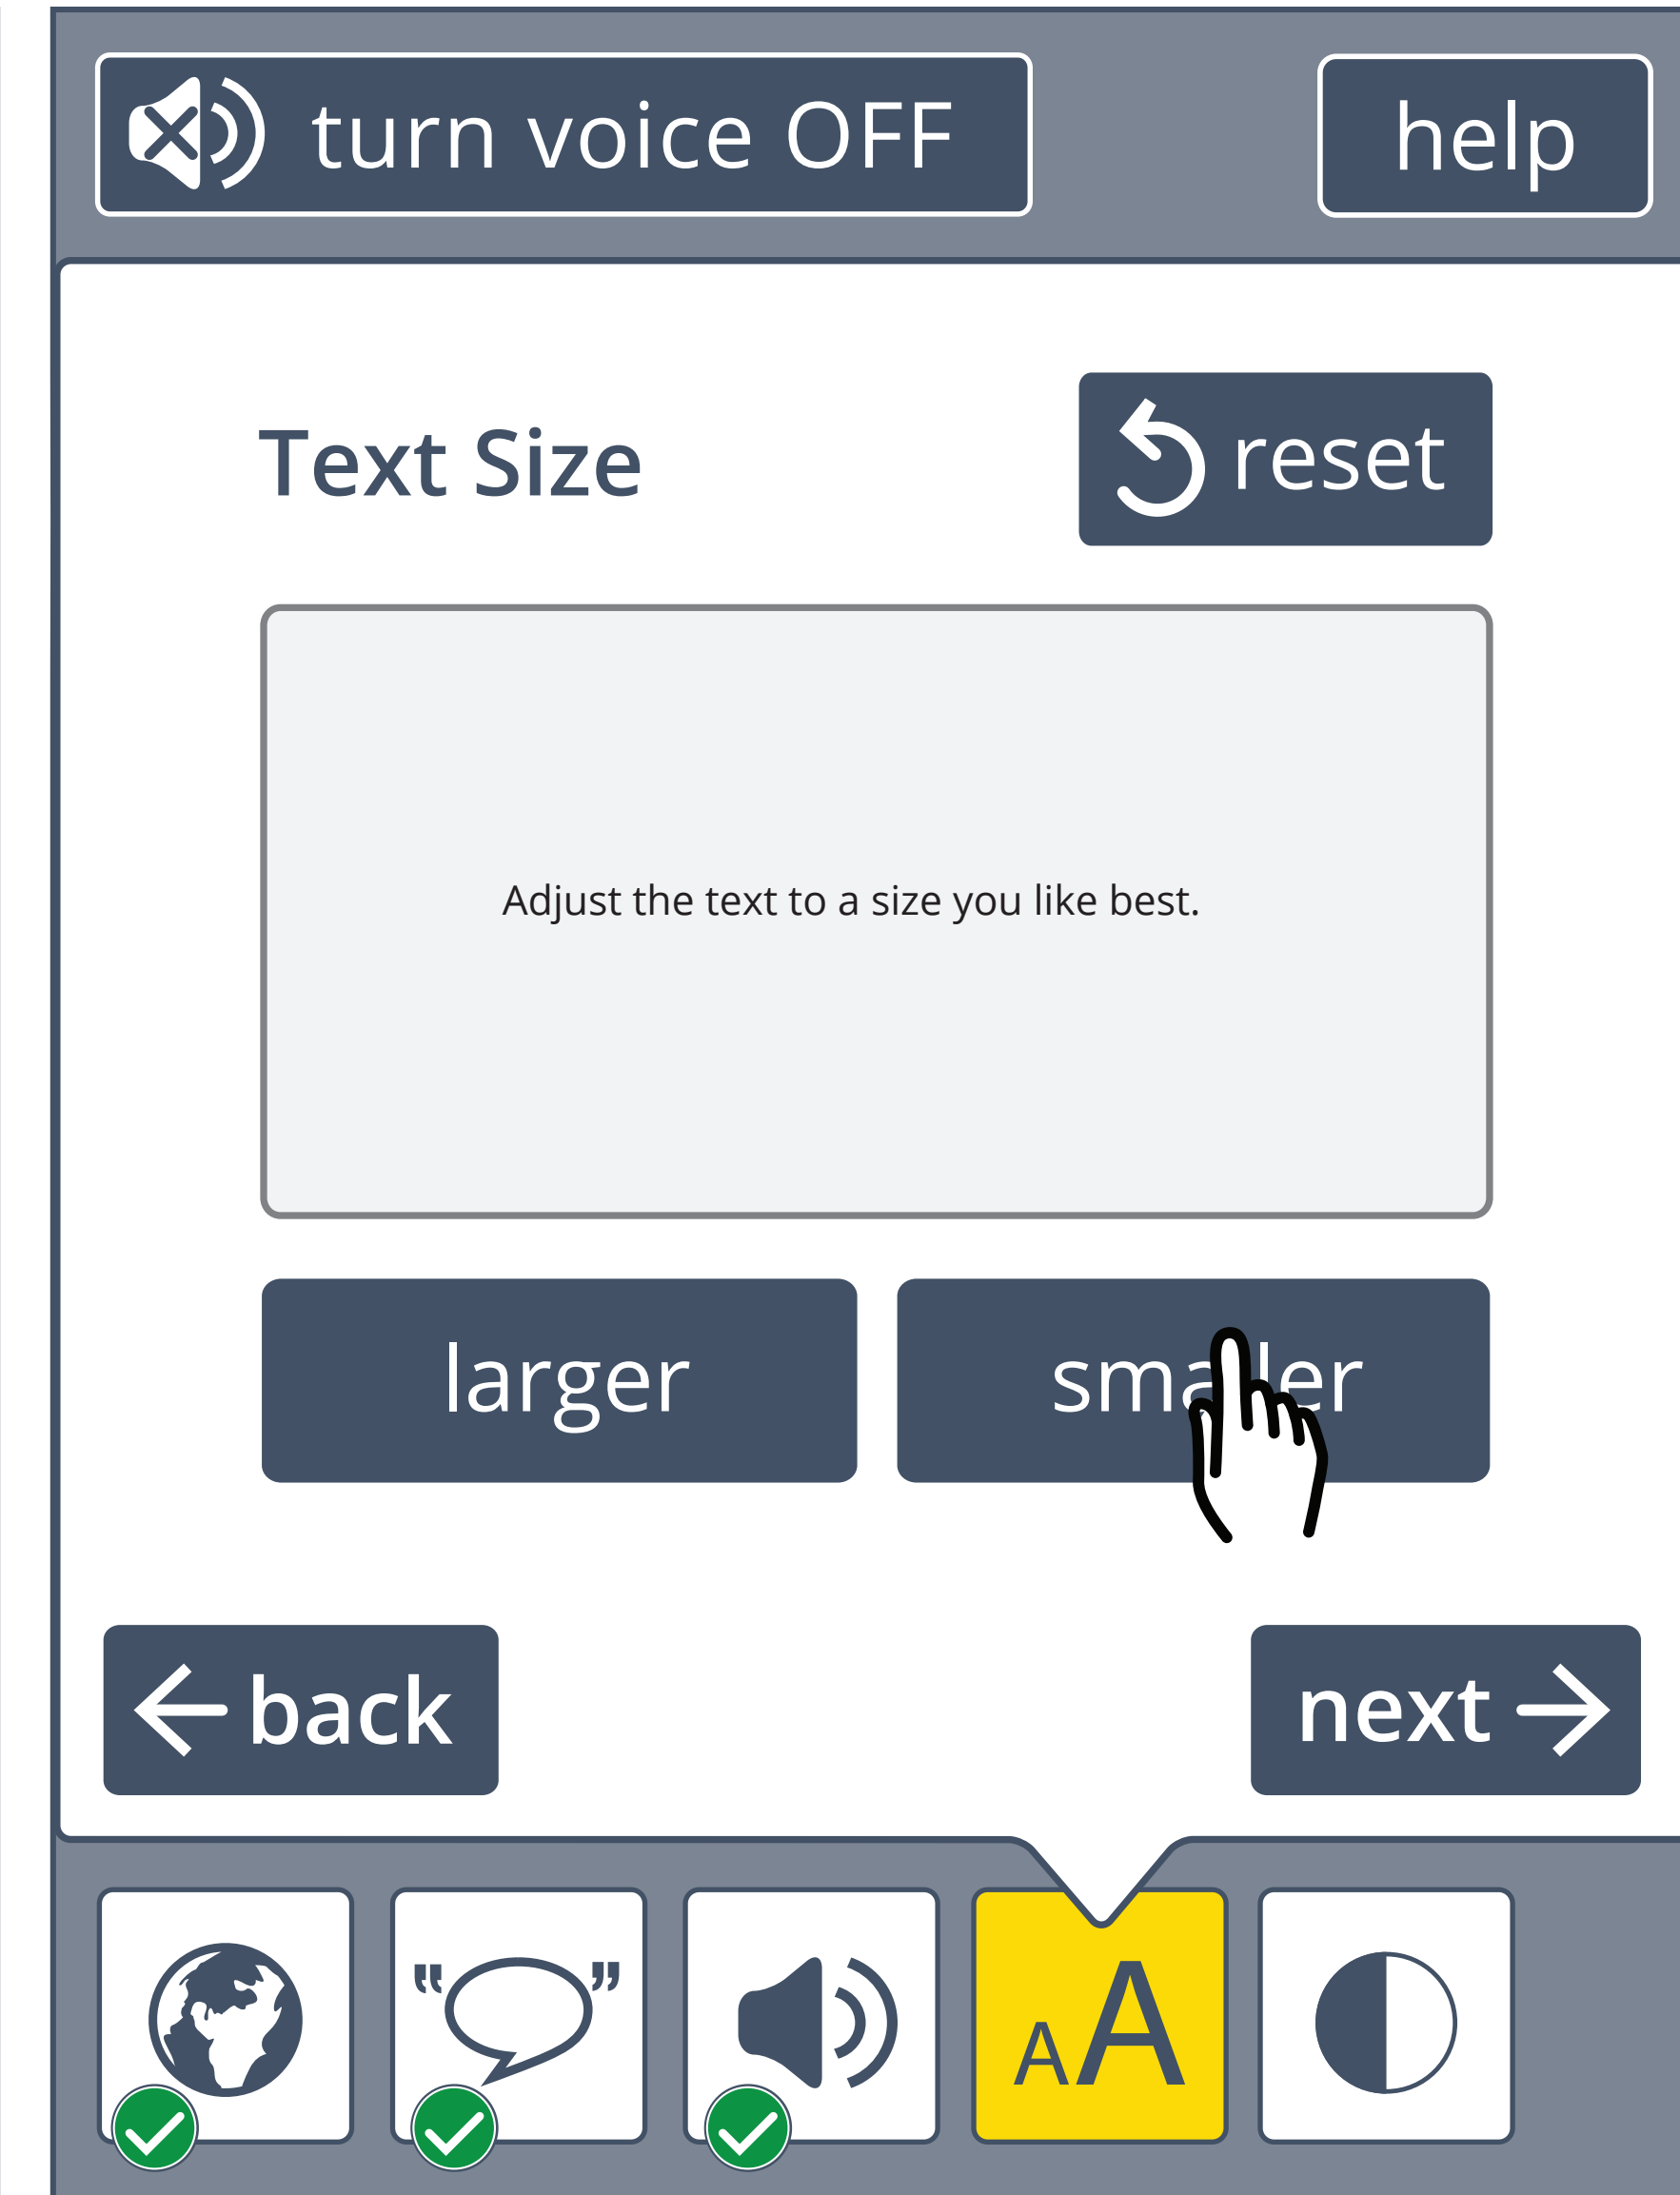 turn voice OFF
help
Text Size
reset
Adjust the text to a size you like best.
larger
smaller
back
next
“ ”
AA